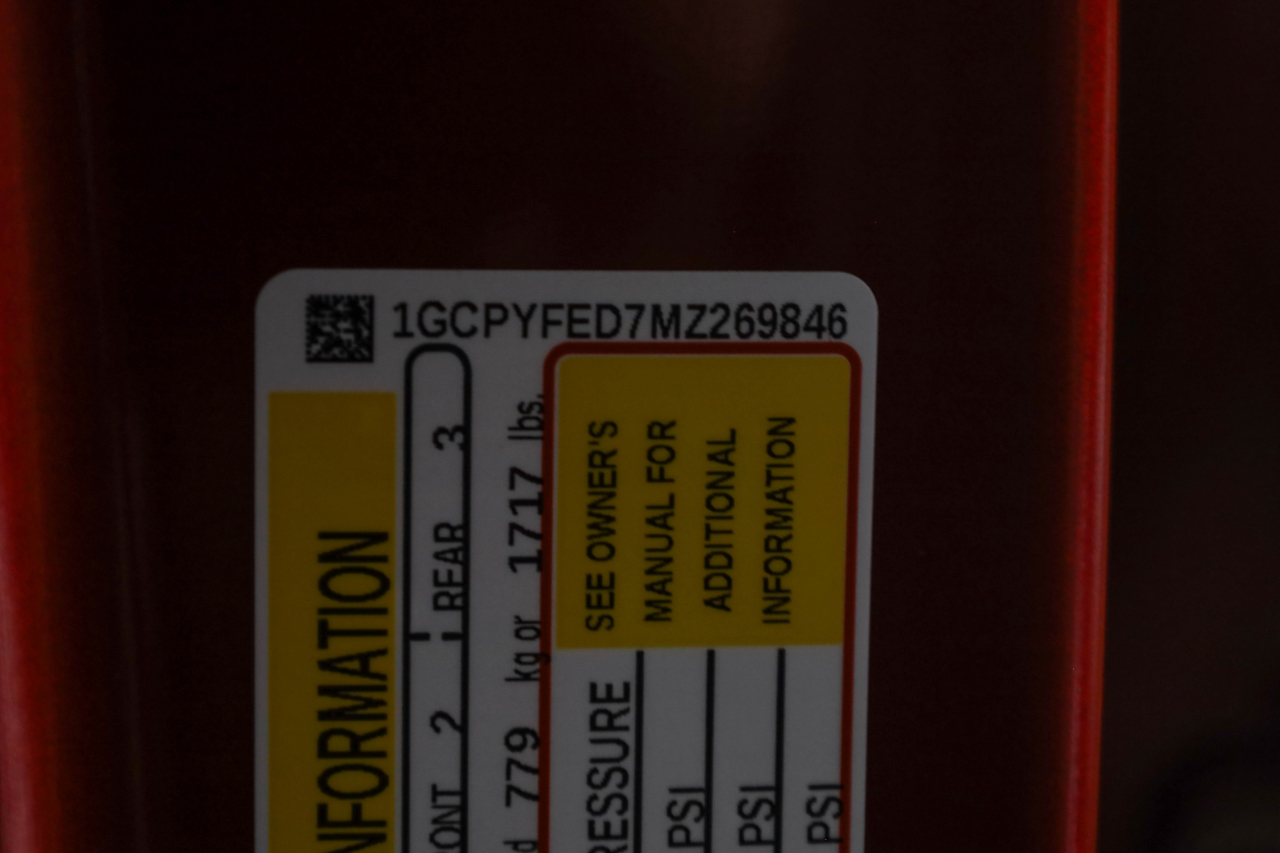 1GCPYFED7MZ269846
NFORMATION
RONT 2 REAR 3
d 779 kg or 1717 lbs.
RESSURE
SEE OWNER'S
PSI
MANUAL FOR
PSI
ADDITIONAL
PSI
INFORMATION